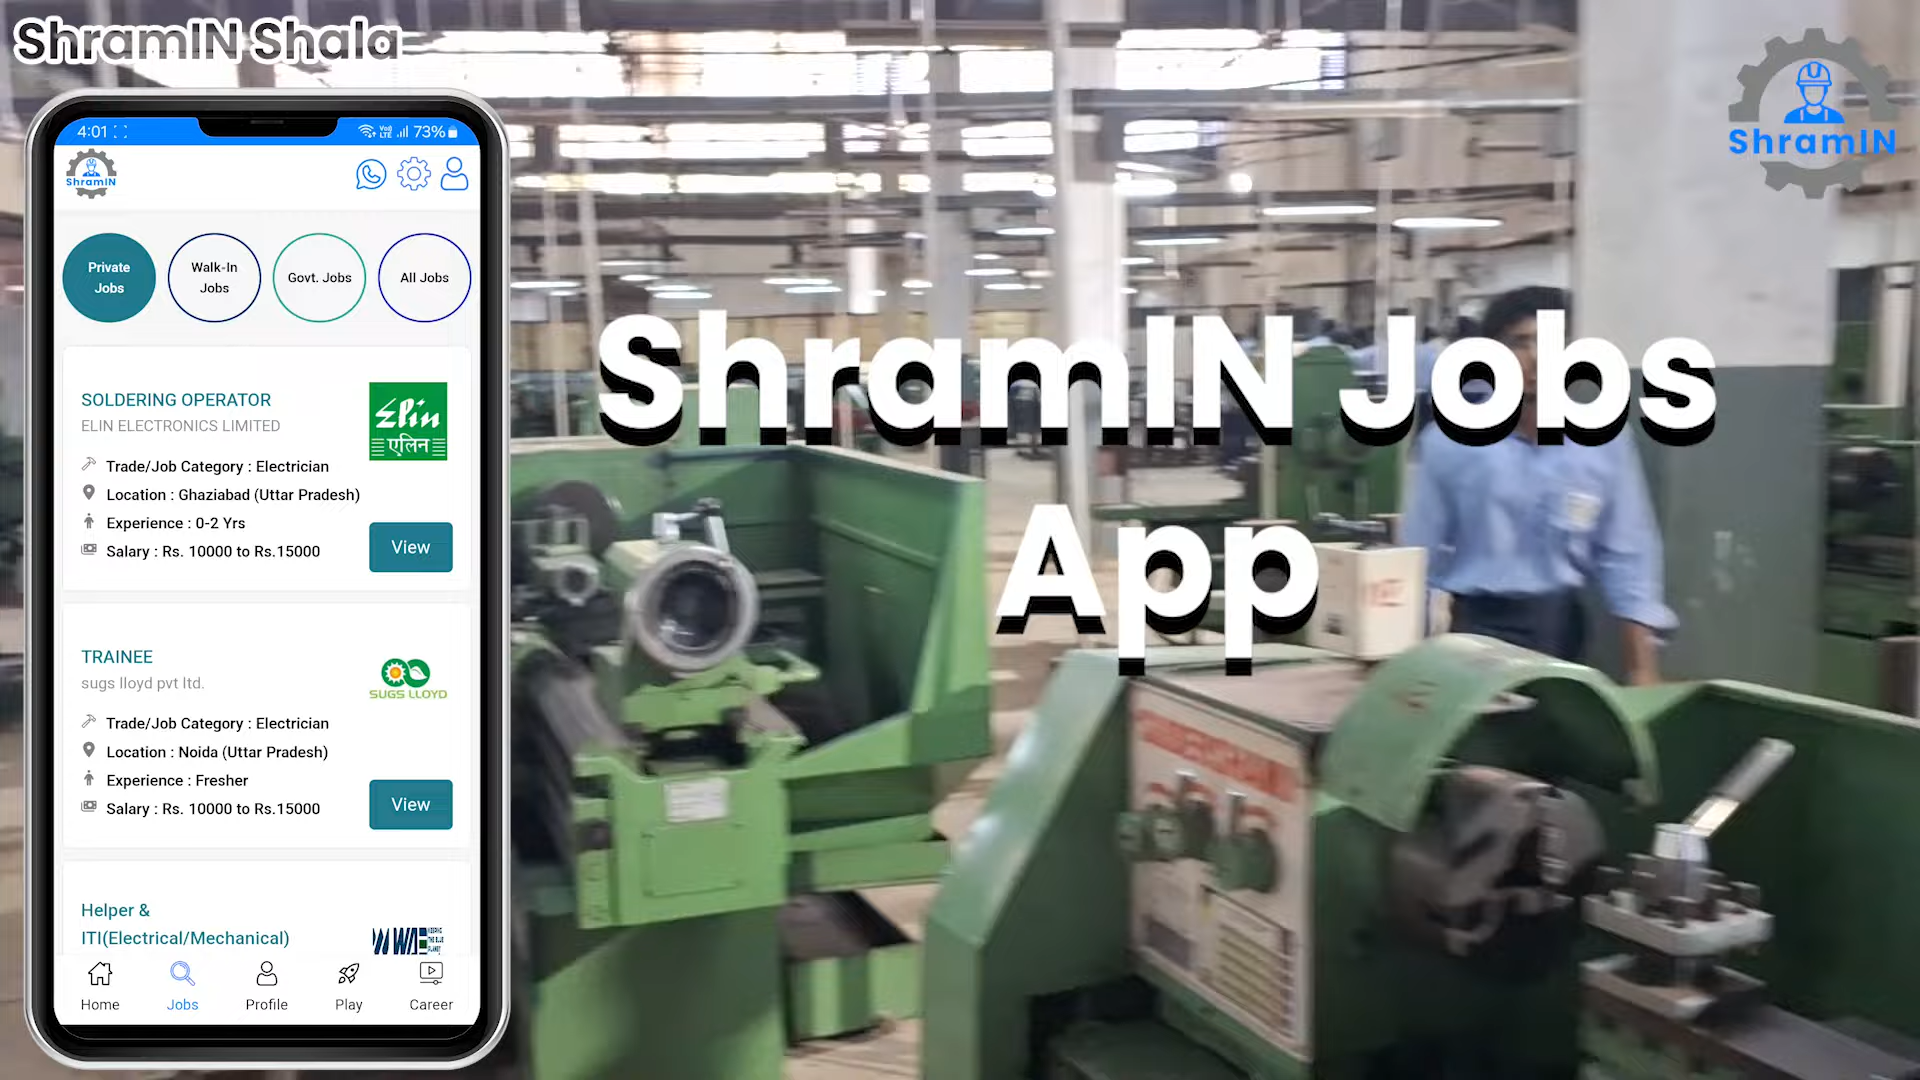 ShramIN Shala
4:01
73%
ShramIN
Private Jobs
Walk-In Jobs
Govt. Jobs
All Jobs
SOLDERING OPERATOR
ELIN ELECTRONICS LIMITED
Elin
एलिन
Trade/Job Category : Electrician
Location : Ghaziabad (Uttar Pradesh)
Experience : 0-2 Yrs
Salary : Rs. 10000 to Rs.15000
View
TRAINEE
sugs lloyd pvt ltd.
SUGS LLOYD
Trade/Job Category : Electrician
Location : Noida (Uttar Pradesh)
Experience : Fresher
Salary : Rs. 10000 to Rs.15000
View
Helper &
ITI(Electrical/Mechanical)
Home
Jobs
Profile
Play
Career
ShramIN Jobs
App
ShramIN